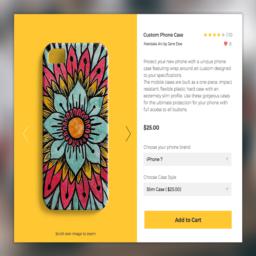 Custom Phone Case
Mandala Art by Jane Doe
Protect your new phone with a unique phone
case featuring wrap around art custom designed
to your specifications.
The mobile cases are built as a one-piece, impact
resistant, flexible, plastic hard case with an
extremely slim profile. Use these gorgeous cases
for the ultimate protection for your phone with
full access to all buttons.
$25.00
Choose your phone brand:
iPhone 7
Choose Case Style:
Slim Case ( $25.00)
Scroll over image to zoom
Add to Cart